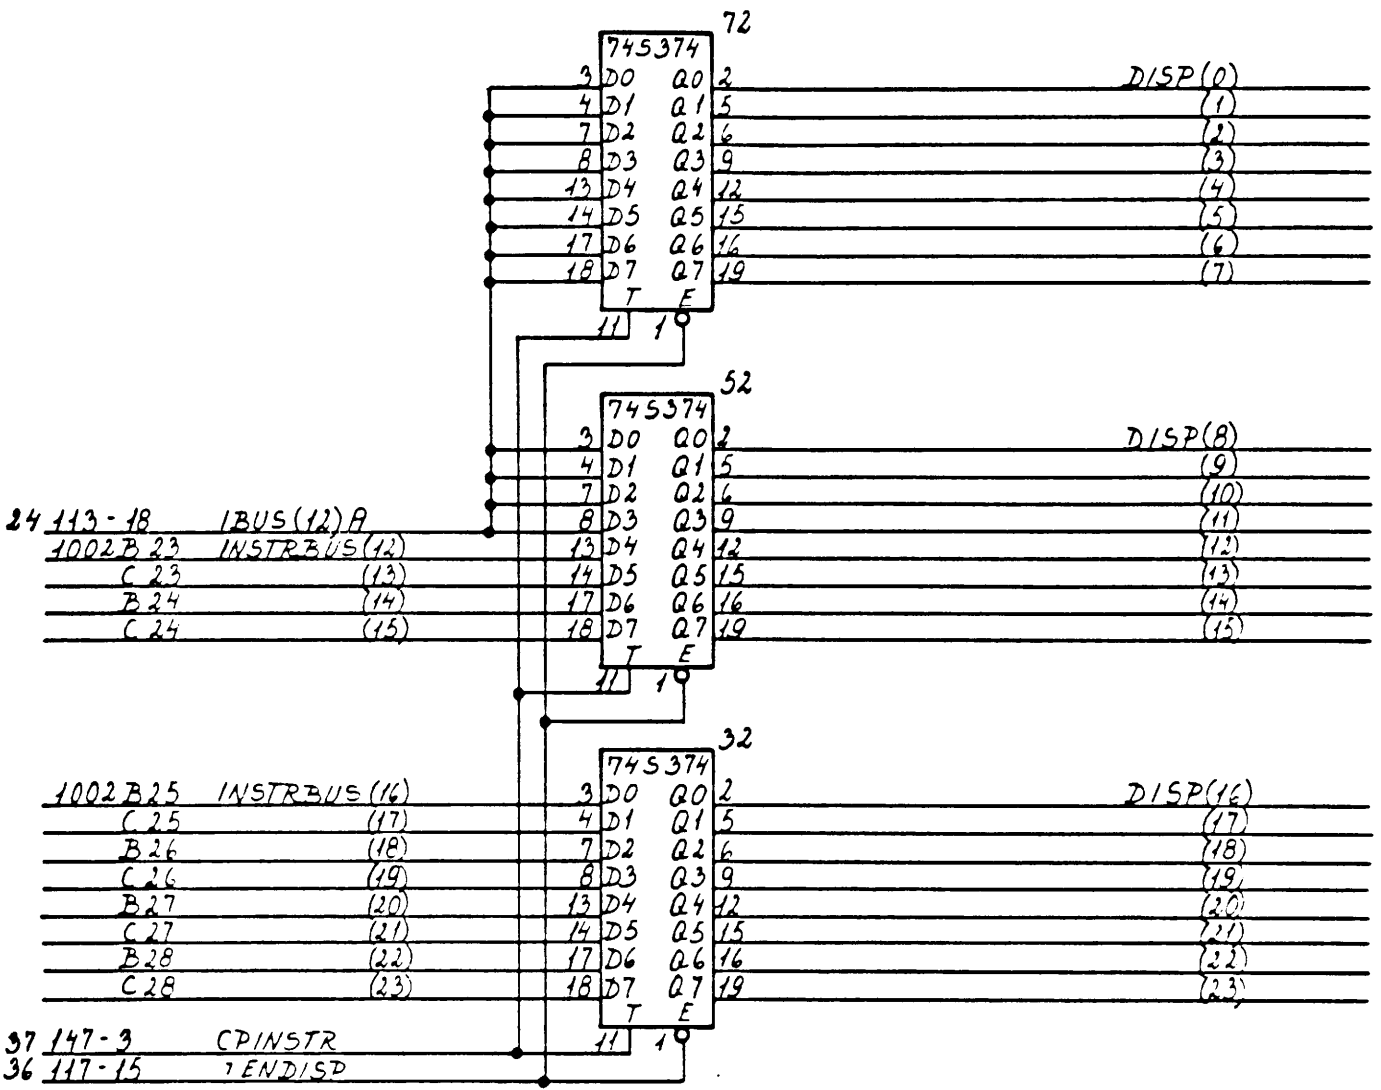 72
74S374
3 D0 Q0 2 DISP(0)
4 D1 Q1 5 (1)
7 D2 Q2 6 (2)
8 D3 Q3 9 (3)
13 D4 Q4 12 (4)
14 D5 Q5 15 (5)
17 D6 Q6 16 (6)
18 D7 Q7 19 (7)
T E
11 1
52
74S374
3 D0 Q0 2 DISP(8)
4 D1 Q1 5 (9)
7 D2 Q2 6 (10)
24 113-18 IBUS(12)A 8 D3 Q3 9 (11)
1002B23 INSTRBUS(12) 13 D4 Q4 12 (12)
C23 (13) 14 D5 Q5 15 (13)
B24 (14) 17 D6 Q6 16 (14)
C24 (15) 18 D7 Q7 19 (15)
T E
11 1
32
74S374
1002B25 INSTRBUS(16) 3 D0 Q0 2 DISP(16)
C25 (17) 4 D1 Q1 5 (17)
B26 (18) 7 D2 Q2 6 (18)
C26 (19) 8 D3 Q3 9 (19)
B27 (20) 13 D4 Q4 12 (20)
C27 (21) 14 D5 Q5 15 (21)
B28 (22) 17 D6 Q6 16 (22)
C28 (23) 18 D7 Q7 19 (23)
T E
37 147-3 CPINSTR 11 1
36 117-15 ¬ENDISP